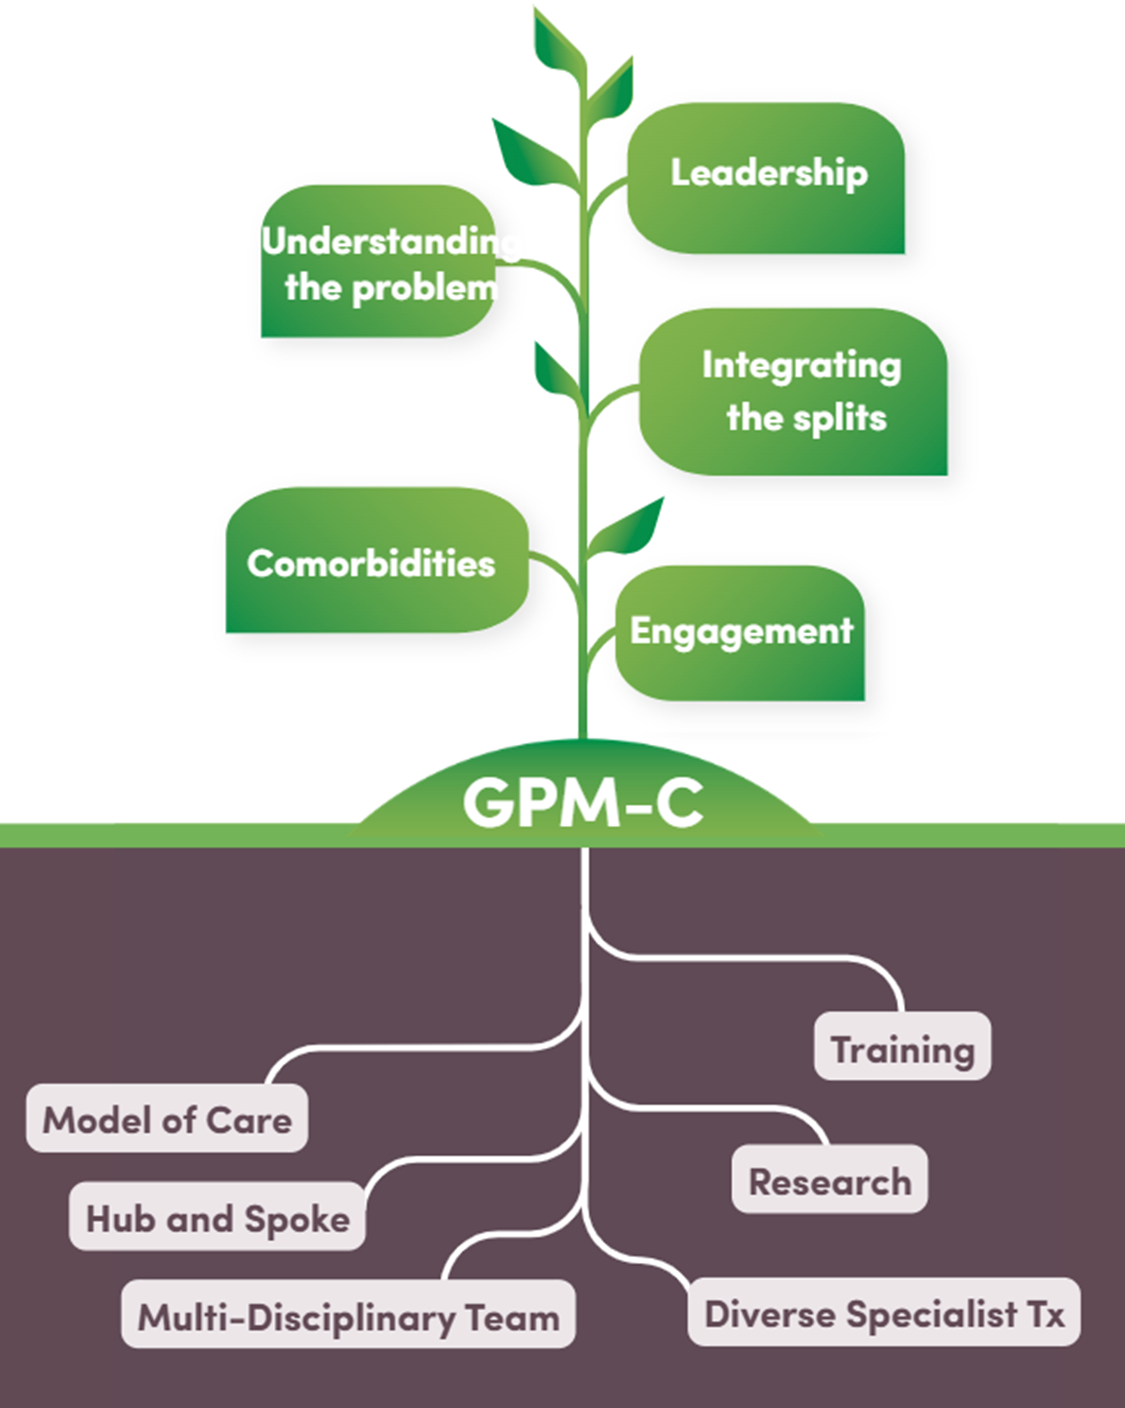 Leadership
Understanding
the problem
Integrating
the splits
Comorbidities
Engagement
GPM-C
Training
Model of Care
Research
Hub and Spoke
Multi-Disciplinary Team
Diverse Specialist Tx